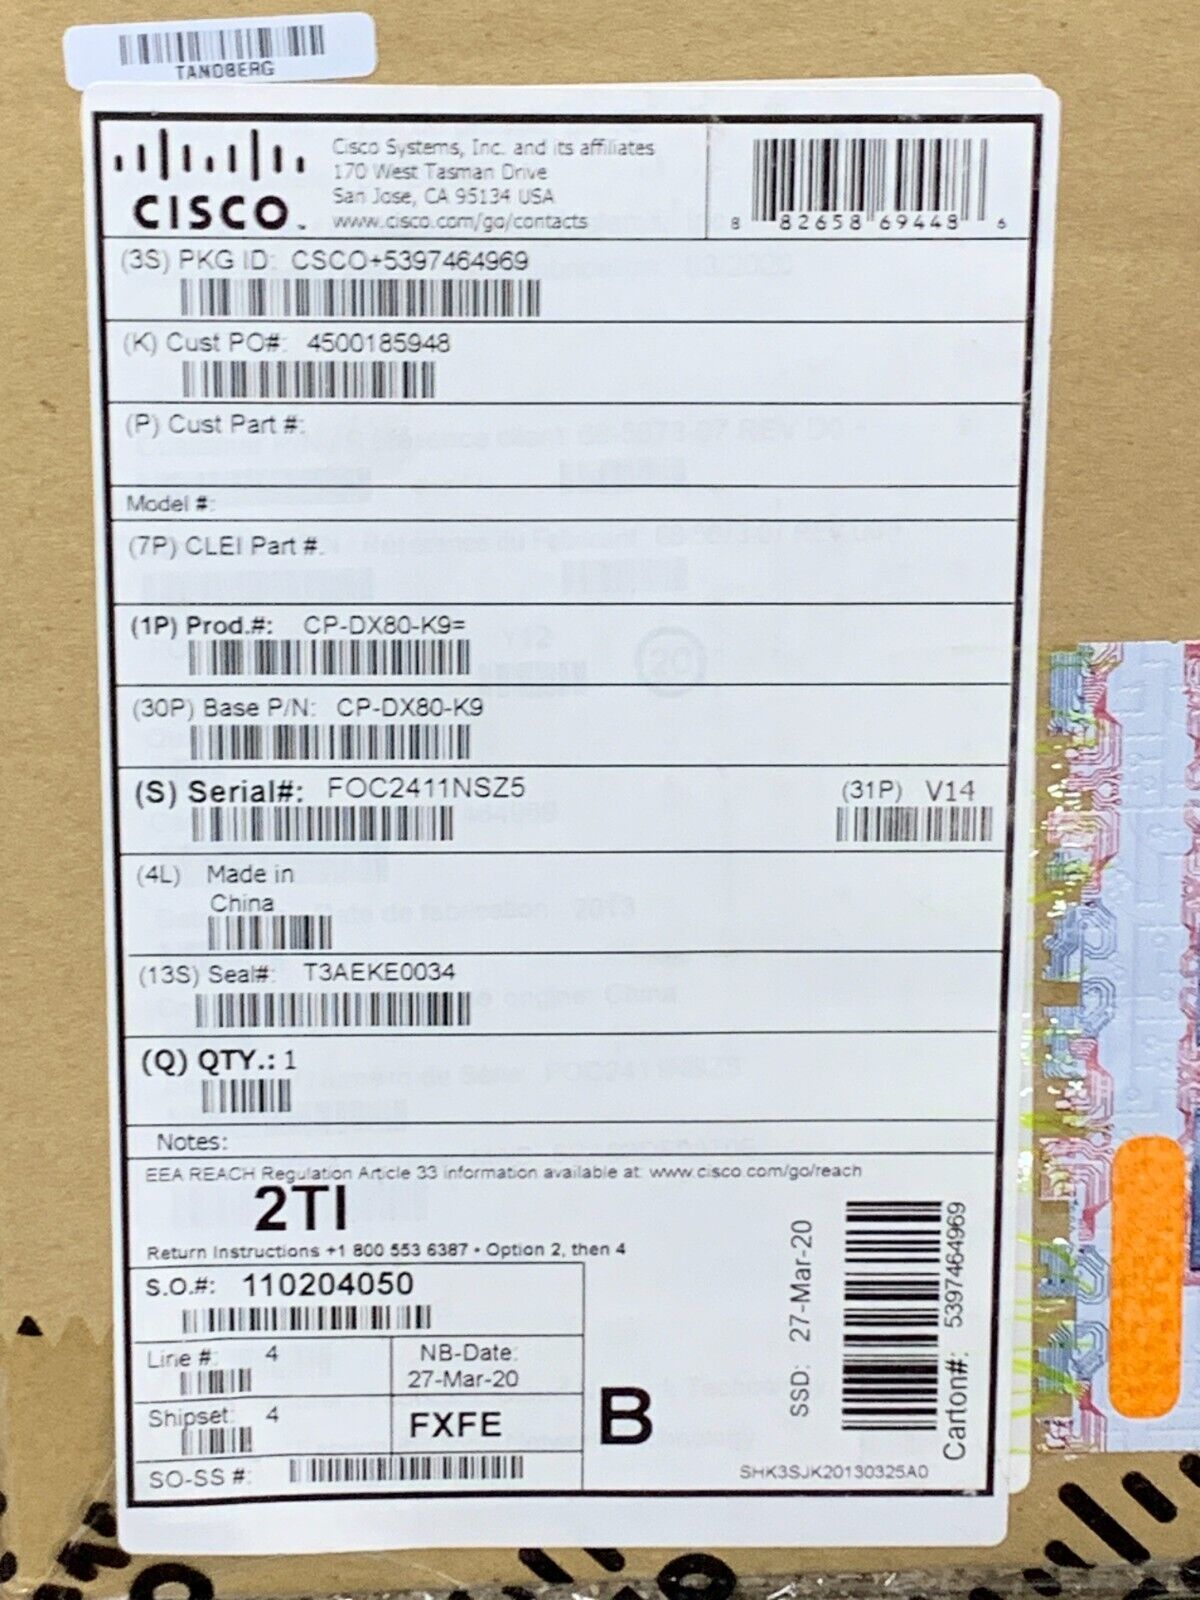 TANDBERG
CISCO
Cisco Systems, Inc. and its affiliates
170 West Tasman Drive
San Jose, CA 95134 USA
www.cisco.com/go/contacts
8 82658 69448 6
(3S) PKG ID: CSCO+5397464969
(K) Cust PO#: 4500185948
(P) Cust Part #:
Model #:
(7P) CLEI Part #:
(1P) Prod.#: CP-DX80-K9=
(30P) Base P/N: CP-DX80-K9
(S) Serial#: FOC2411NSZ5
(31P) V14
(4L) Made in
China
(13S) Seal#: T3AEKE0034
(Q) QTY.: 1
Notes:
EEA REACH Regulation Article 33 information available at: www.cisco.com/go/reach
2TI
Return Instructions +1 800 553 6387 • Option 2, then 4
S.O.#: 110204050
Line #: 4
NB-Date:
27-Mar-20
Shipset: 4
FXFE
SO-SS #:
B
SSD: 27-Mar-20
Carton#: 5397464969
SHK3SJK20130325A0